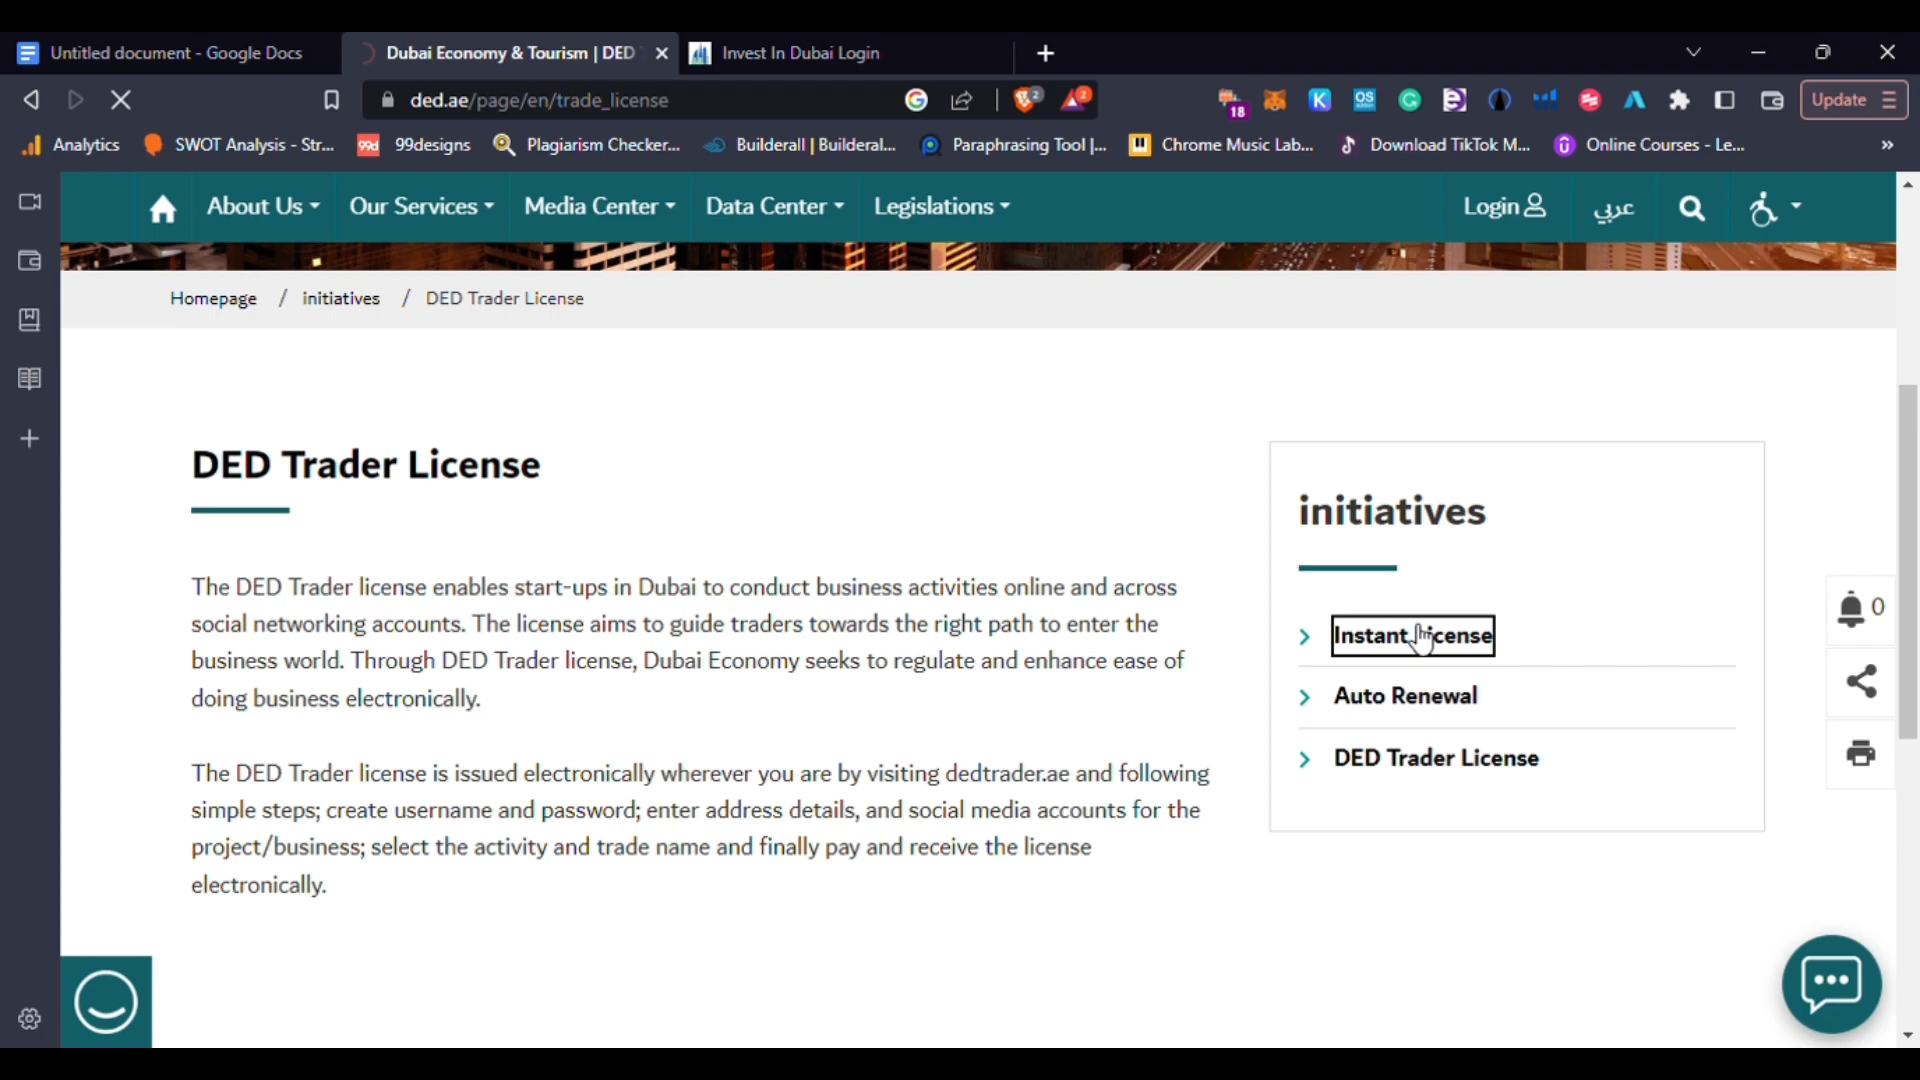 Untitled document - Google Docs
Dubai Economy & Tourism | DED
Invest In Dubai Login
ded.ae/page/en/trade_license
2
2
18
Update
Analytics
SWOT Analysis - Str...
99designs
Plagiarism Checker...
Builderall | Builderal...
Paraphrasing Tool |...
Chrome Music Lab...
Download TikTok M...
Online Courses - Le...
»
About Us
Our Services
Media Center
Data Center
Legislations
Login
عربي
Homepage / initiatives / DED Trader License
DED Trader License
The DED Trader license enables start-ups in Dubai to conduct business activities online and across
social networking accounts. The license aims to guide traders towards the right path to enter the
business world. Through DED Trader license, Dubai Economy seeks to regulate and enhance ease of
doing business electronically.
The DED Trader license is issued electronically wherever you are by visiting dedtrader.ae and following
simple steps; create username and password; enter address details, and social media accounts for the
project/business; select the activity and trade name and finally pay and receive the license
electronically.
initiatives
Instant License
Auto Renewal
DED Trader License
0